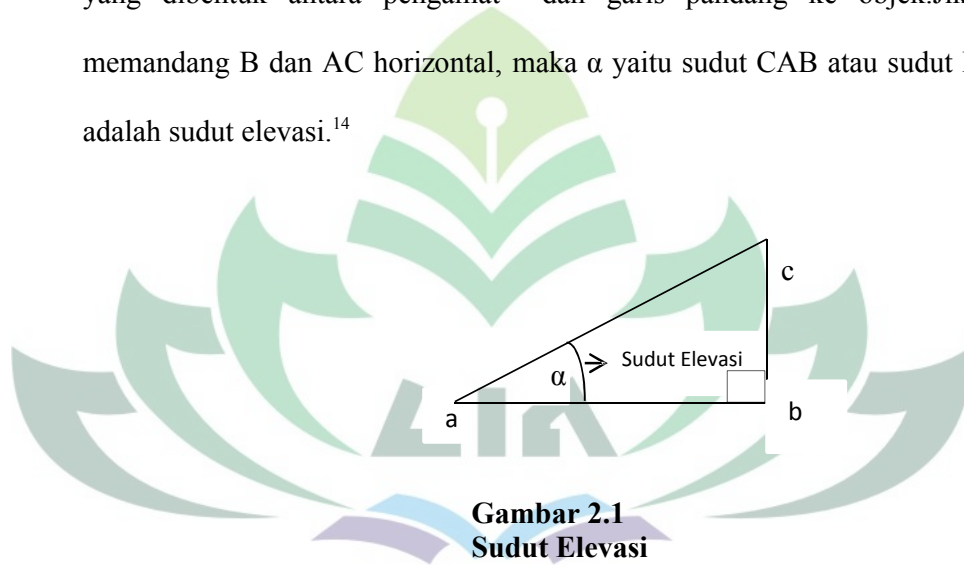 yang dibentuk antara pengamat dan garis pandang ke objek.
memandang B dan AC horizontal, maka α yaitu sudut CAB atau sudut
adalah sudut elevasi.14
c
Sudut Elevasi
α
a
b
Gambar 2.1
Sudut Elevasi